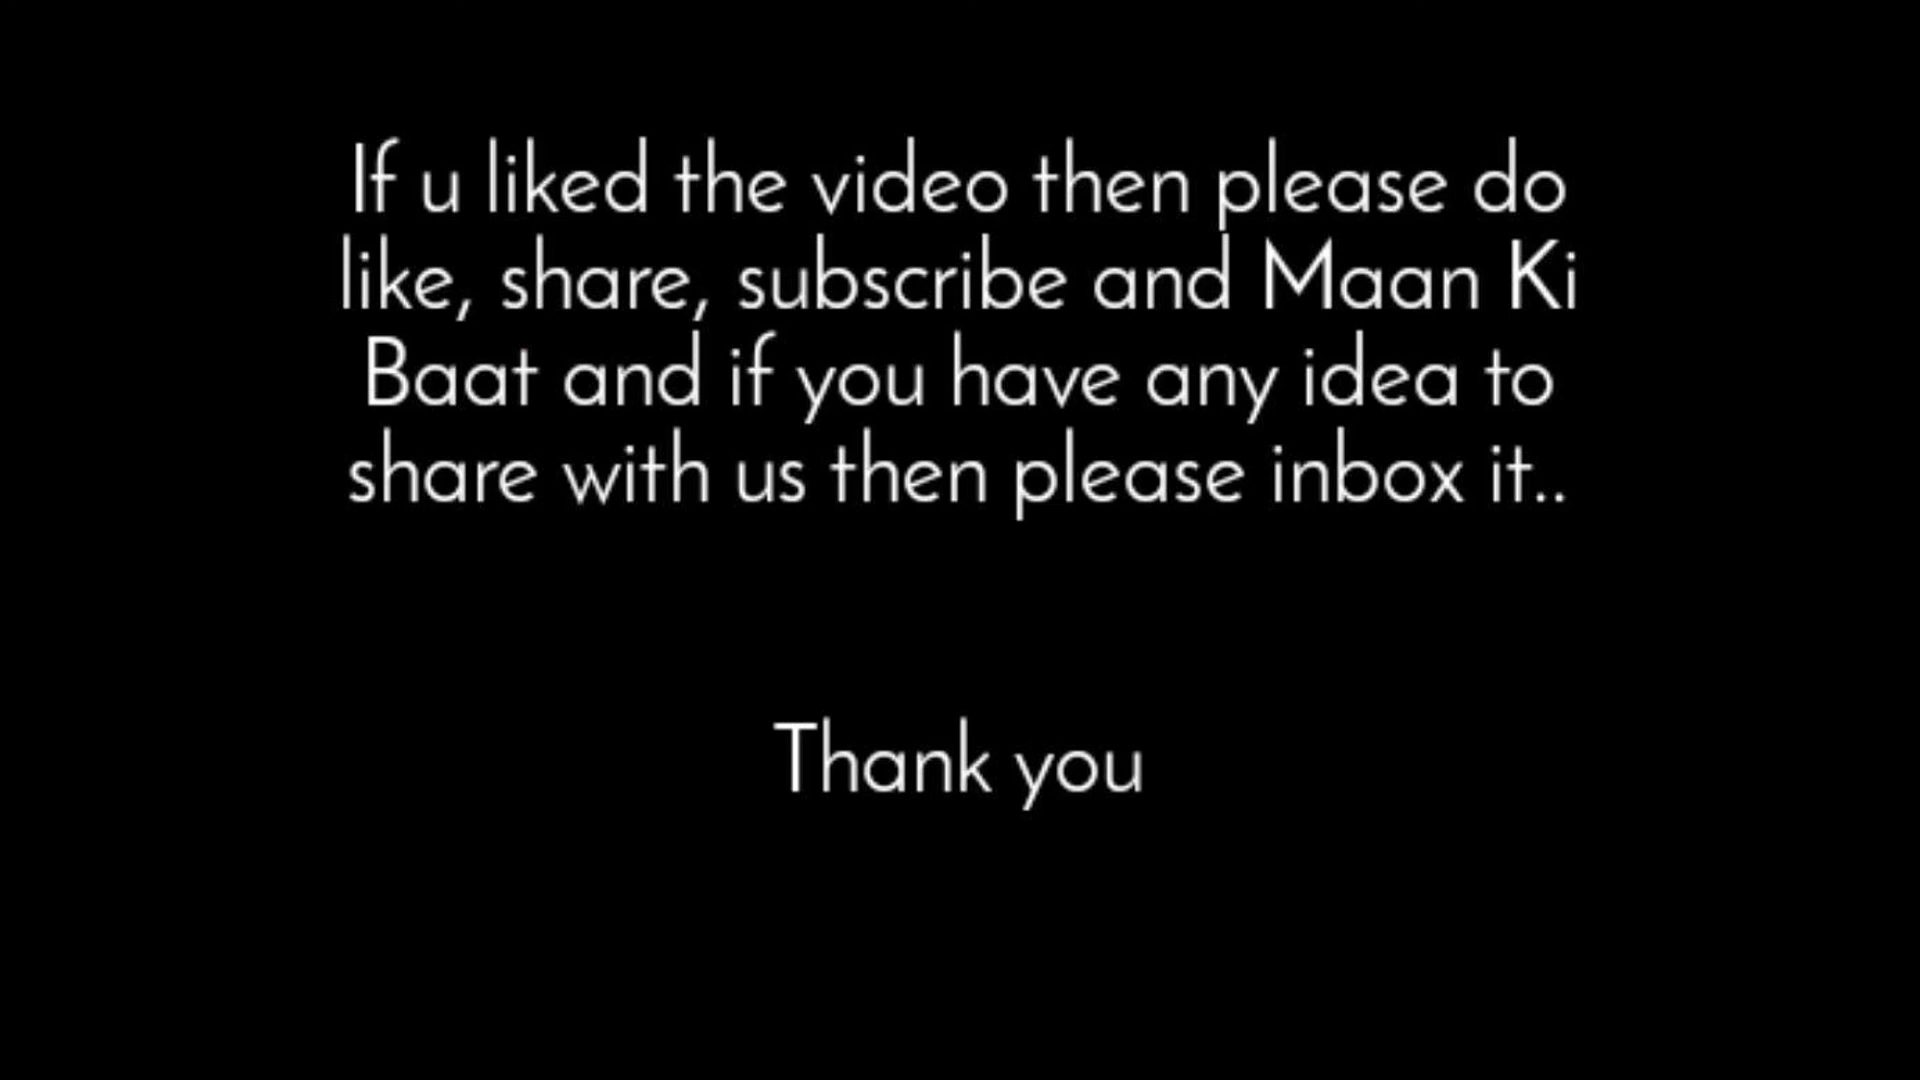 If u liked the video then please do
like, share, subscribe and Maan Ki
Baat and if you have any idea to
share with us then please inbox it..
Thank you